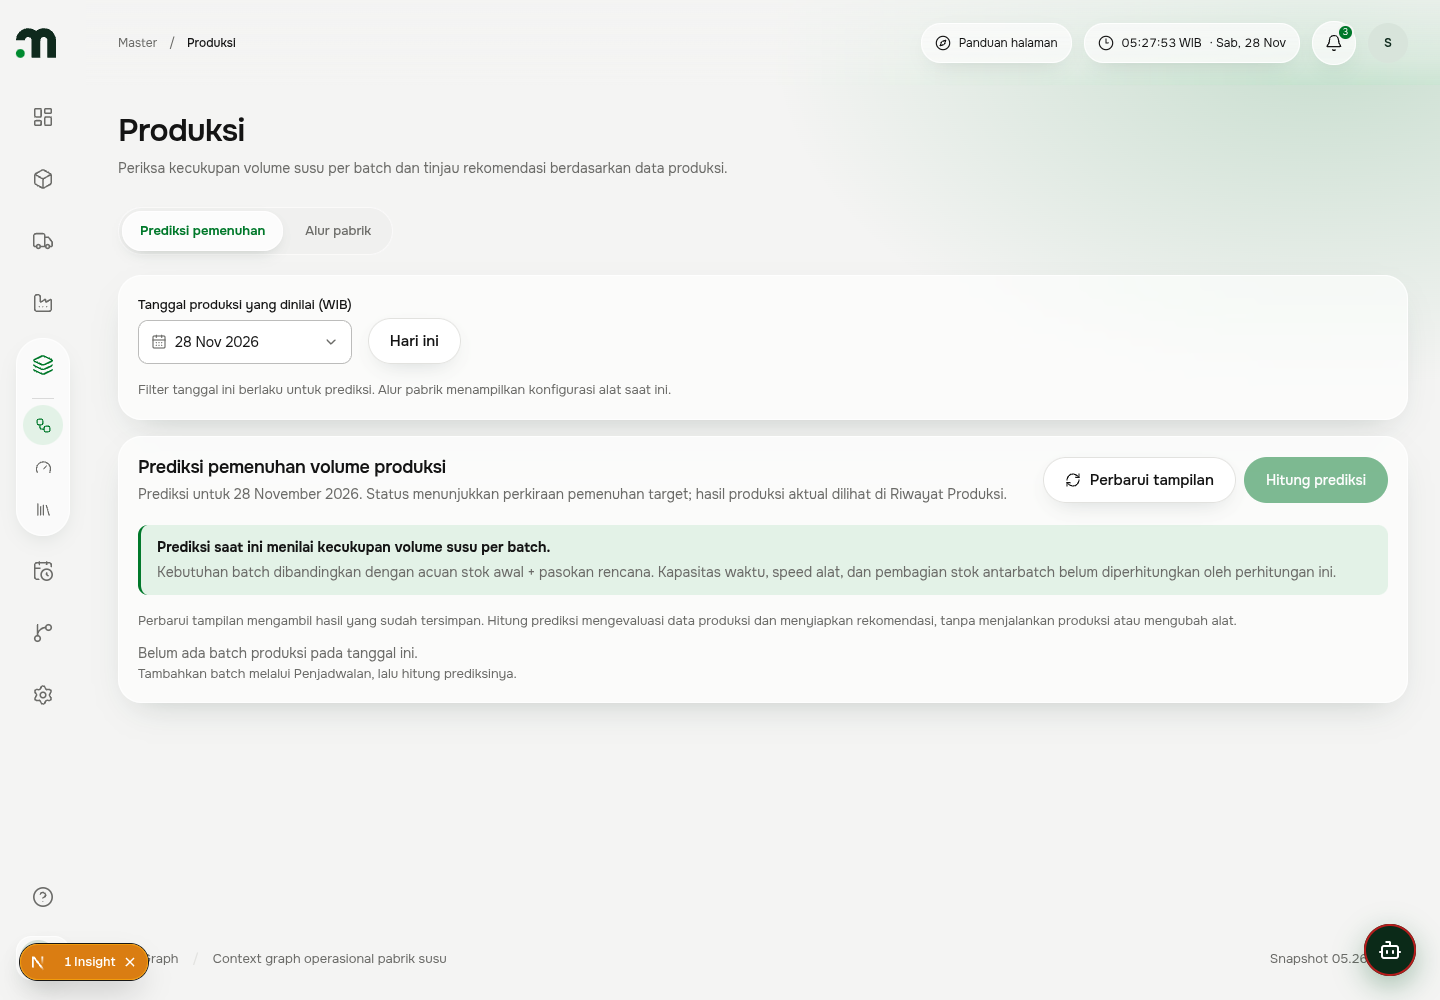 Master / Produksi
Panduan halaman
05:27:53 WIB · Sab, 28 Nov
3
S
Produksi
Periksa kecukupan volume susu per batch dan tinjau rekomendasi berdasarkan data produksi.
Prediksi pemenuhan
Alur pabrik
Tanggal produksi yang dinilai (WIB)
28 Nov 2026
Hari ini
Filter tanggal ini berlaku untuk prediksi. Alur pabrik menampilkan konfigurasi alat saat ini.
Prediksi pemenuhan volume produksi
Prediksi untuk 28 November 2026. Status menunjukkan perkiraan pemenuhan target; hasil produksi aktual dilihat di Riwayat Produksi.
Perbarui tampilan
Hitung prediksi
Prediksi saat ini menilai kecukupan volume susu per batch.
Kebutuhan batch dibandingkan dengan acuan stok awal + pasokan rencana. Kapasitas waktu, speed alat, dan pembagian stok antarbatch belum diperhitungkan oleh perhitungan ini.
Perbarui tampilan mengambil hasil yang sudah tersimpan. Hitung prediksi mengevaluasi data produksi dan menyiapkan rekomendasi, tanpa menjalankan produksi atau mengubah alat.
Belum ada batch produksi pada tanggal ini.
Tambahkan batch melalui Penjadwalan, lalu hitung prediksinya.
1 Insight
/ Context graph operasional pabrik susu
Snapshot 05.26